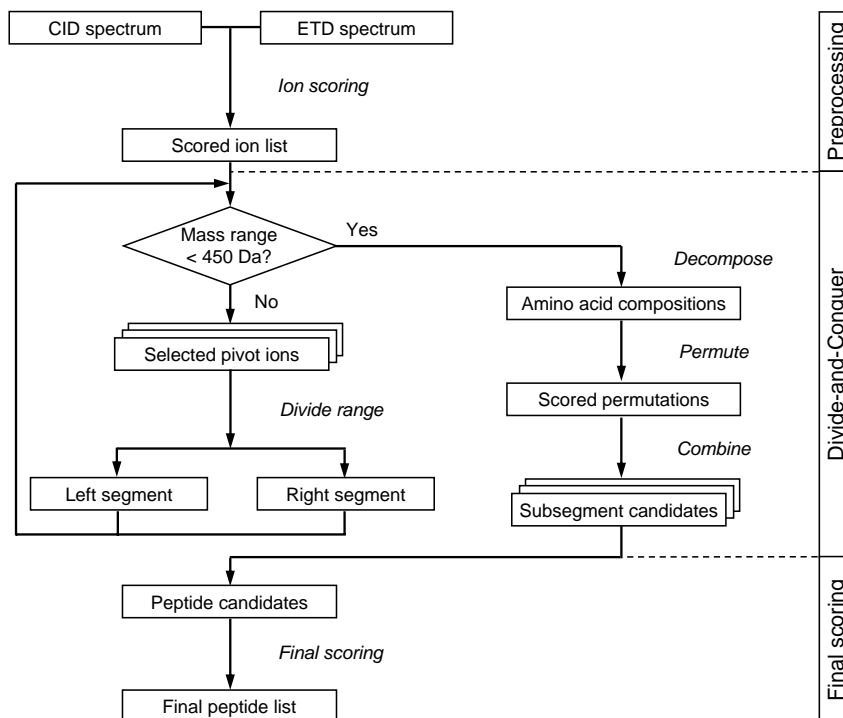 CID spectrum
ETD spectrum
Ion scoring
Scored ion list
Preprocessing
Mass range
< 450 Da?
Yes
No
Decompose
Amino acid compositions
Selected pivot ions
Permute
Divide range
Scored permutations
Combine
Left segment
Right segment
Subsegment candidates
Divide-and-Conquer
Peptide candidates
Final scoring
Final peptide list
Final scoring